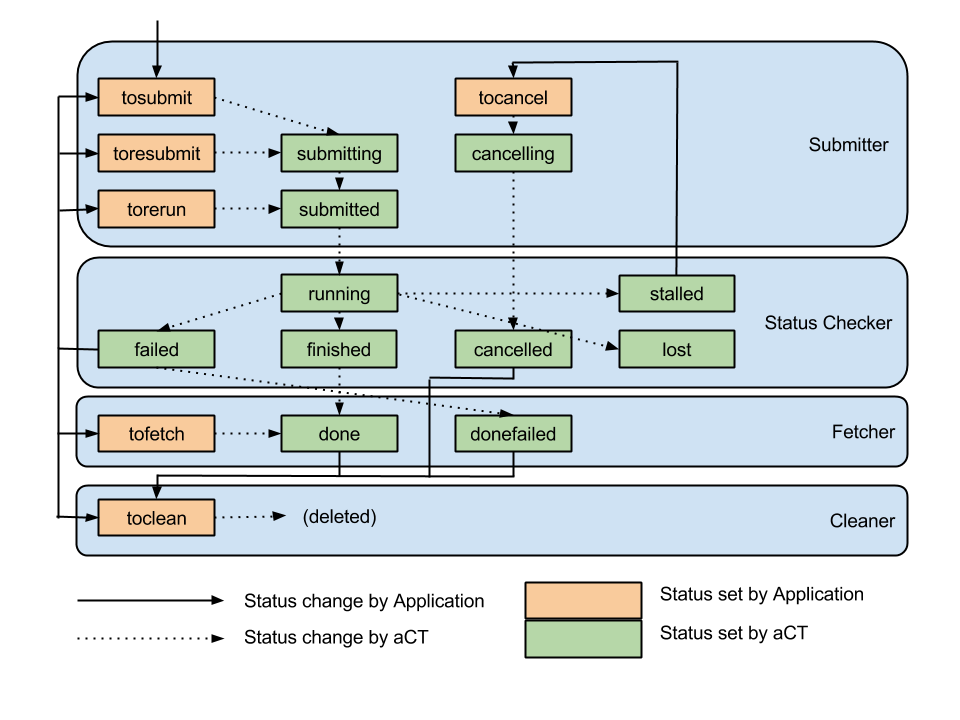 tosubmit
tocancel
toresubmit
submitting
cancelling
Submitter
torerun
submitted
running
stalled
Status Checker
failed
finished
cancelled
lost
tofetch
done
donefailed
Fetcher
toclean
(deleted)
Cleaner
Status change by Application
Status set by Application
Status change by aCT
Status set by aCT